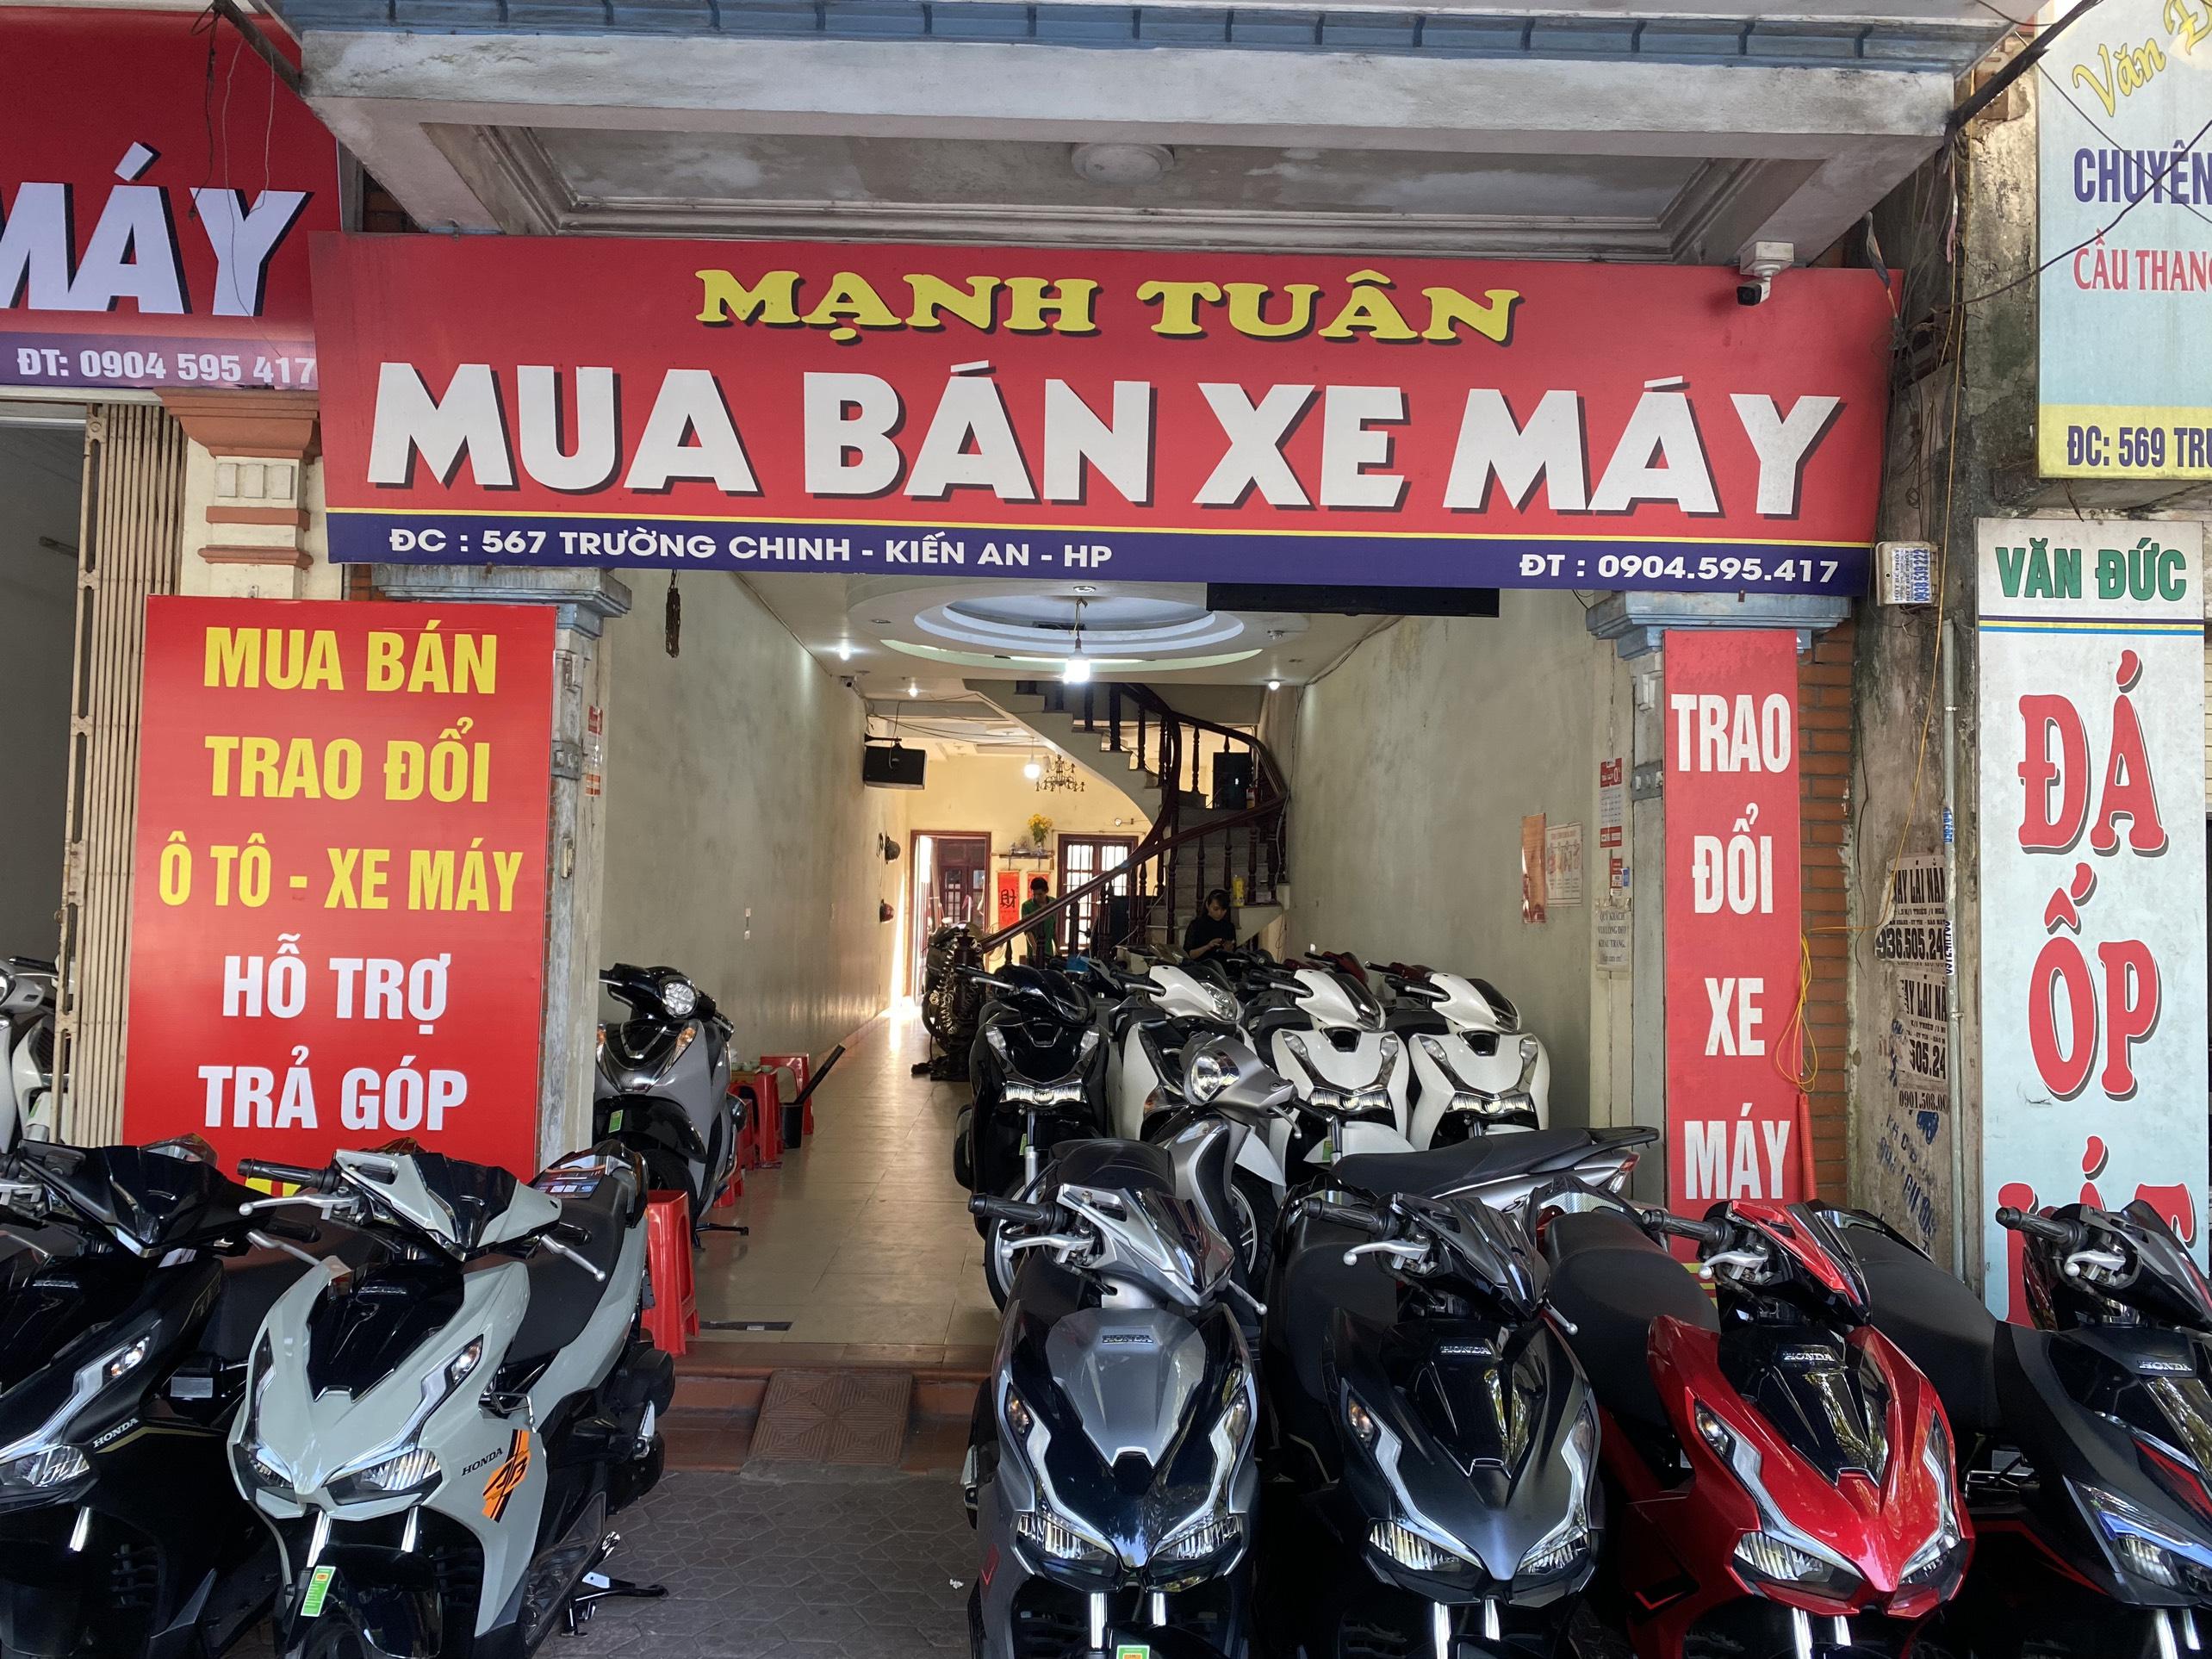 MÁY
ĐT: 0904 595 417
MẠNH TUÂN
MUA BÁN XE MÁY
ĐC : 567 TRƯỜNG CHINH - KIẾN AN - HP
ĐT : 0904.595.417
MUA BÁN
TRAO ĐỔI
Ô TÔ - XE MÁY
HỖ TRỢ
TRẢ GÓP
TRAO
ĐỔI
XE
MÁY
Văn
CHUYÊN
CẦU THANG
ĐC: 569
VĂN ĐỨC
ĐÁ
ỐP
HONDA
HONDA
AB
HONDA
HONDA
HONDA
HONDA